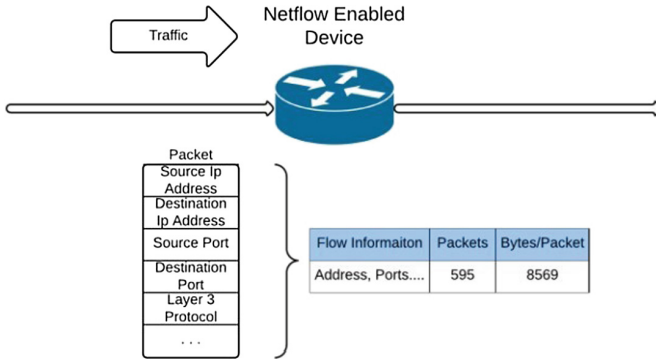 Netflow Enabled
Device
Traffic
Packet
Source Ip
Address
Destination
Ip Address
Source Port
Destination
Port
Layer 3
Protocol
. . .
Flow Informaiton Packets Bytes/Packet
Address, Ports.... 595 8569